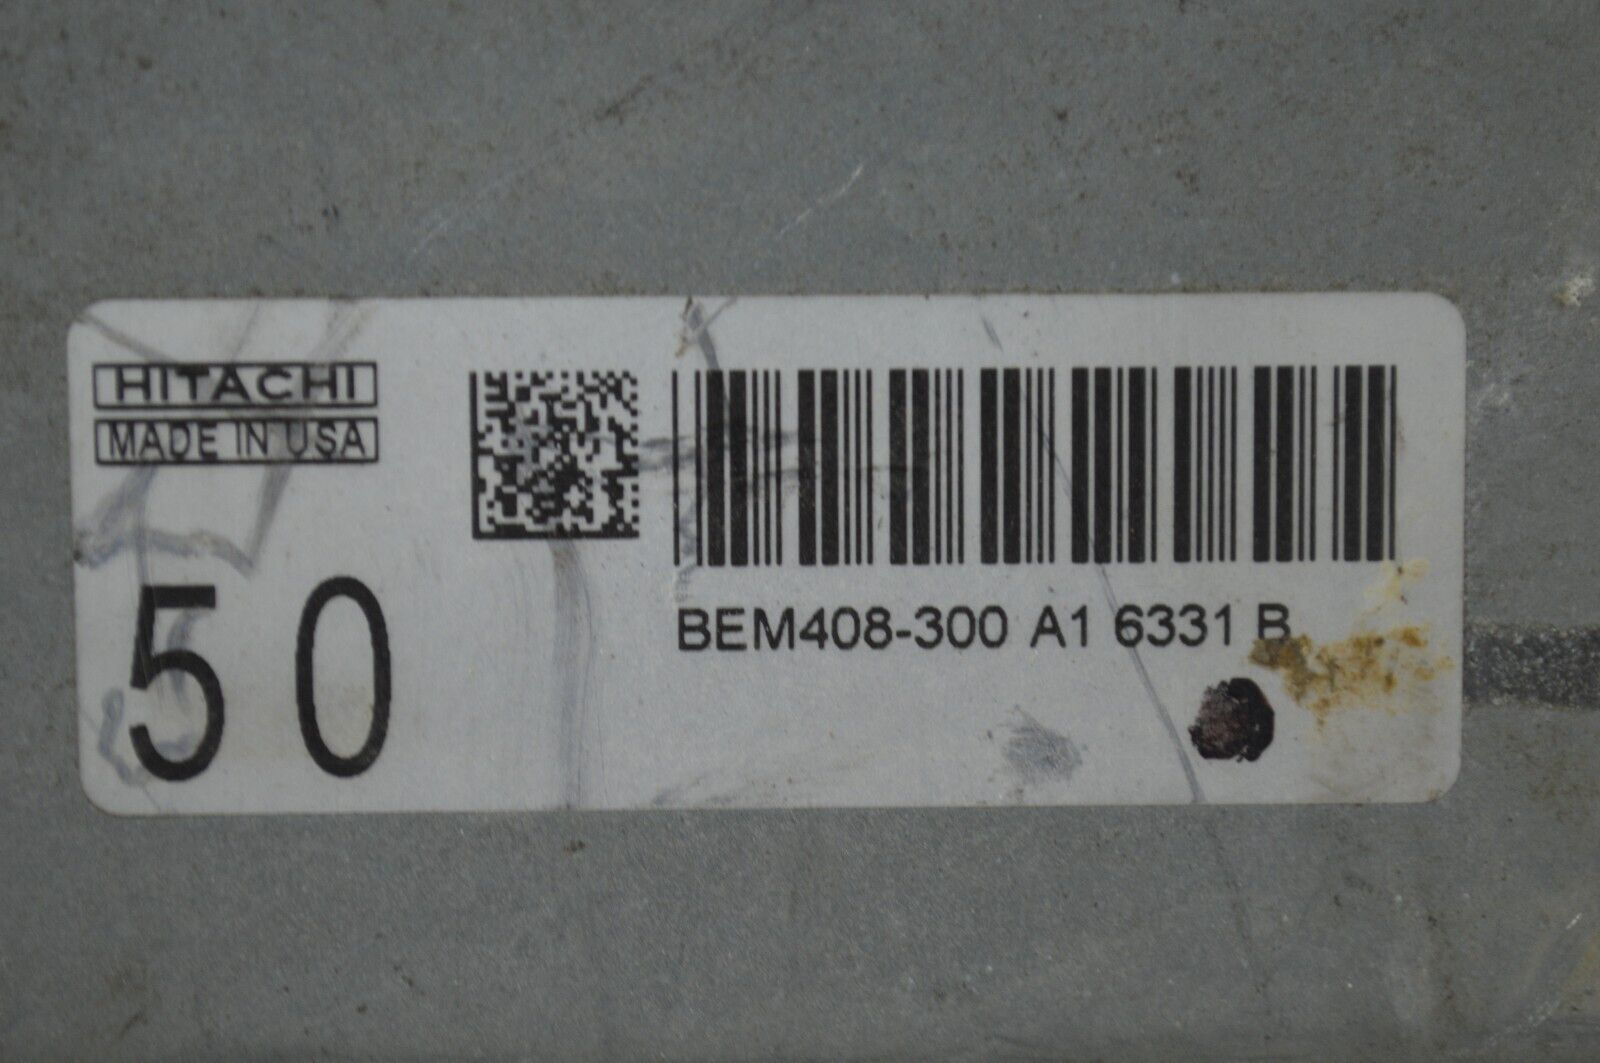 HITACHI
MADE IN USA
50
BEM408-300 A1 6331 B